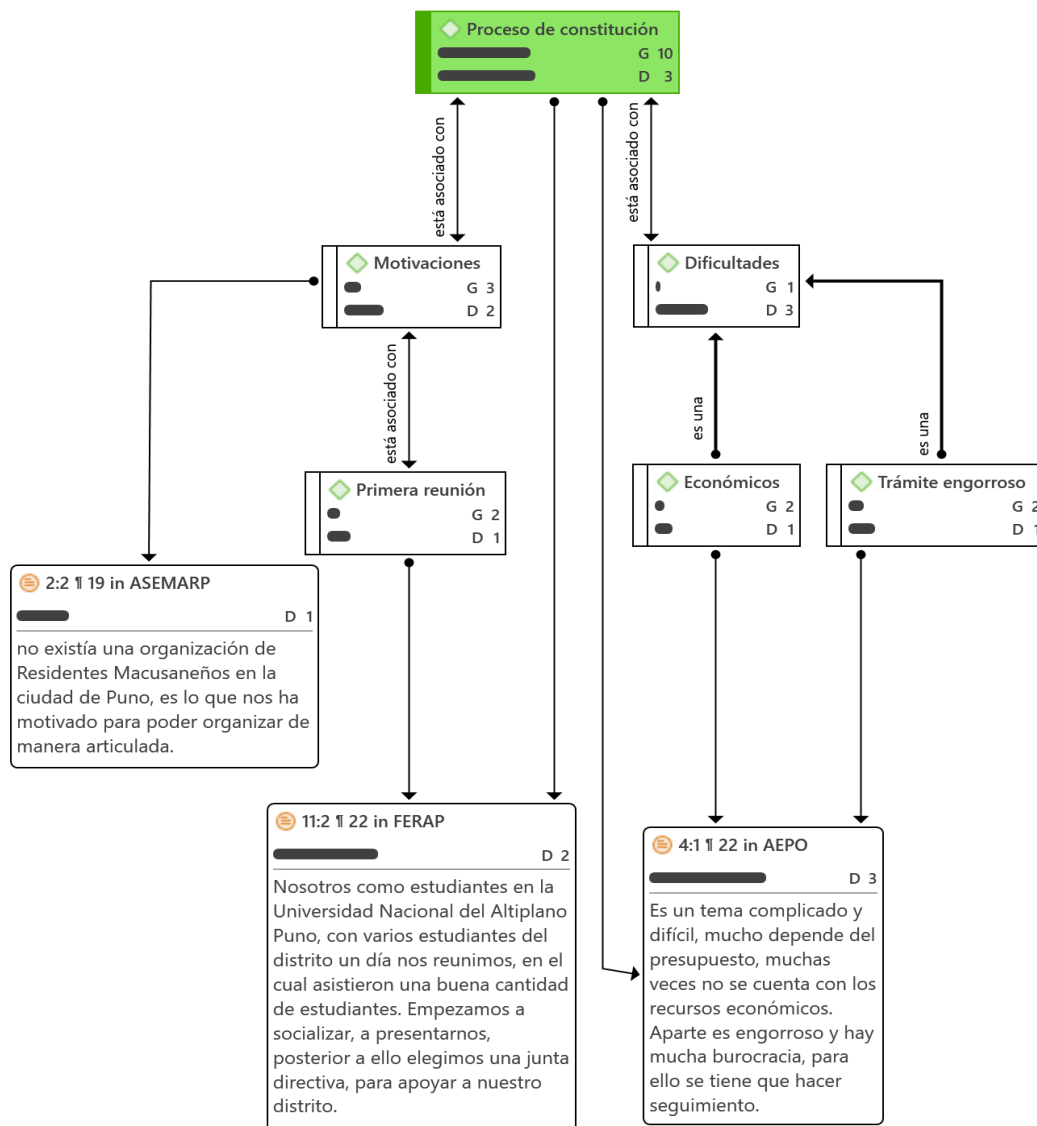 Proceso de constitución
G 10
D 3
está asociado con
está asociado con
Motivaciones
G 3
D 2
Dificultades
G 1
D 3
está asociado con
es una
es una
Primera reunión
G 2
D 1
Económicos
G 2
D 1
Trámite engorroso
G 2
D 1
2:2 ¶ 19 in ASEMARP
D 1
no existía una organización de
Residentes Macusaneños en la
ciudad de Puno, es lo que nos ha
motivado para poder organizar de
manera articulada.
11:2 ¶ 22 in FERAP
D 2
Nosotros como estudiantes en la
Universidad Nacional del Altiplano
Puno, con varios estudiantes del
distrito un día nos reunimos, en el
cual asistieron una buena cantidad
de estudiantes. Empezamos a
socializar, a presentarnos,
posterior a ello elegimos una junta
directiva, para apoyar a nuestro
distrito.
4:1 ¶ 22 in AEPO
D 3
Es un tema complicado y
difícil, mucho depende del
presupuesto, muchas
veces no se cuenta con los
recursos económicos.
Aparte es engorroso y hay
mucha burocracia, para
ello se tiene que hacer
seguimiento.